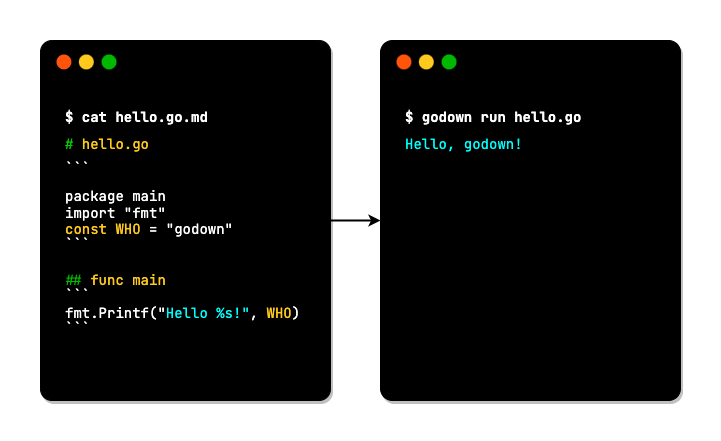 $ cat hello.go.md
# hello.go
```
package main
import "fmt"
const WHO = "godown"
```
## func main
```
fmt.Printf("Hello %s!", WHO)
```
$ godown run hello.go
Hello, godown!